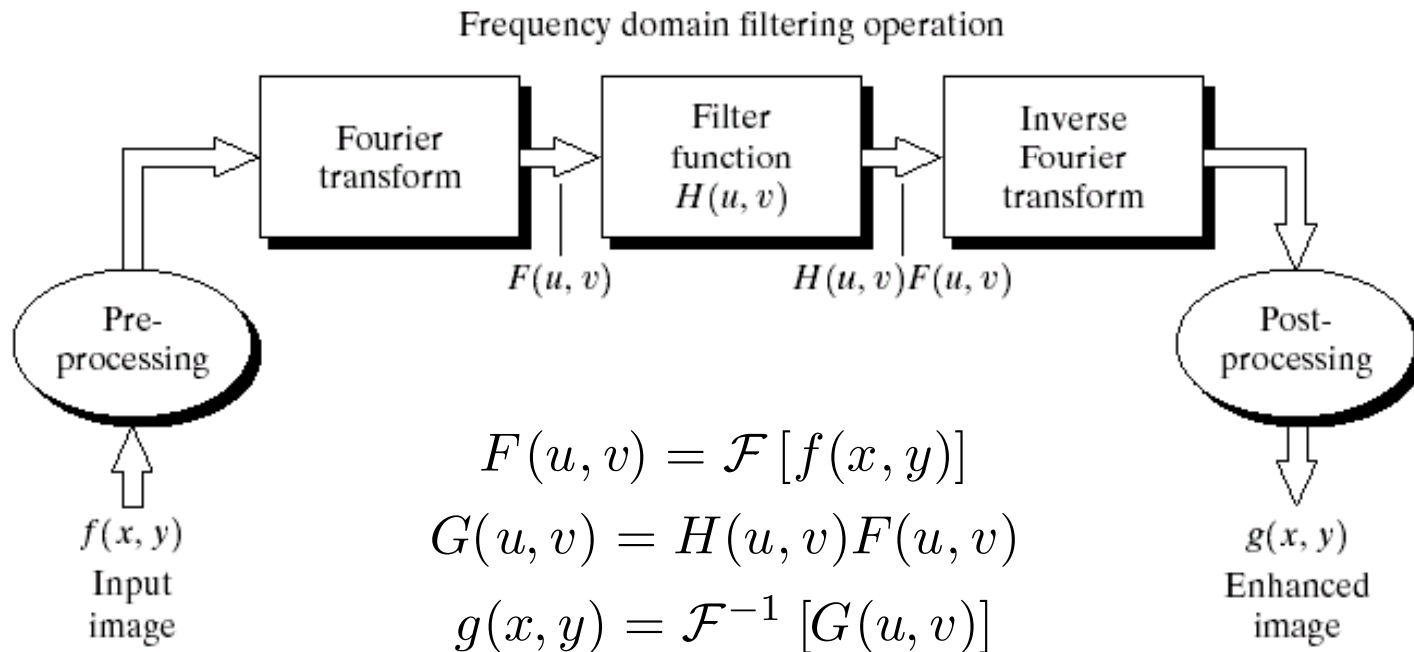 Frequency domain filtering operation
Fourier
transform
Filter
function
H(u, v)
Inverse
Fourier
transform
F(u, v)
H(u, v)F(u, v)
Pre-
processing
Post-
processing
f(x, y)
Input
image
F(u, v) = ℱ [f(x, y)]
G(u, v) = H(u, v)F(u, v)
g(x, y) = ℱ⁻¹ [G(u, v)]
g(x, y)
Enhanced
image